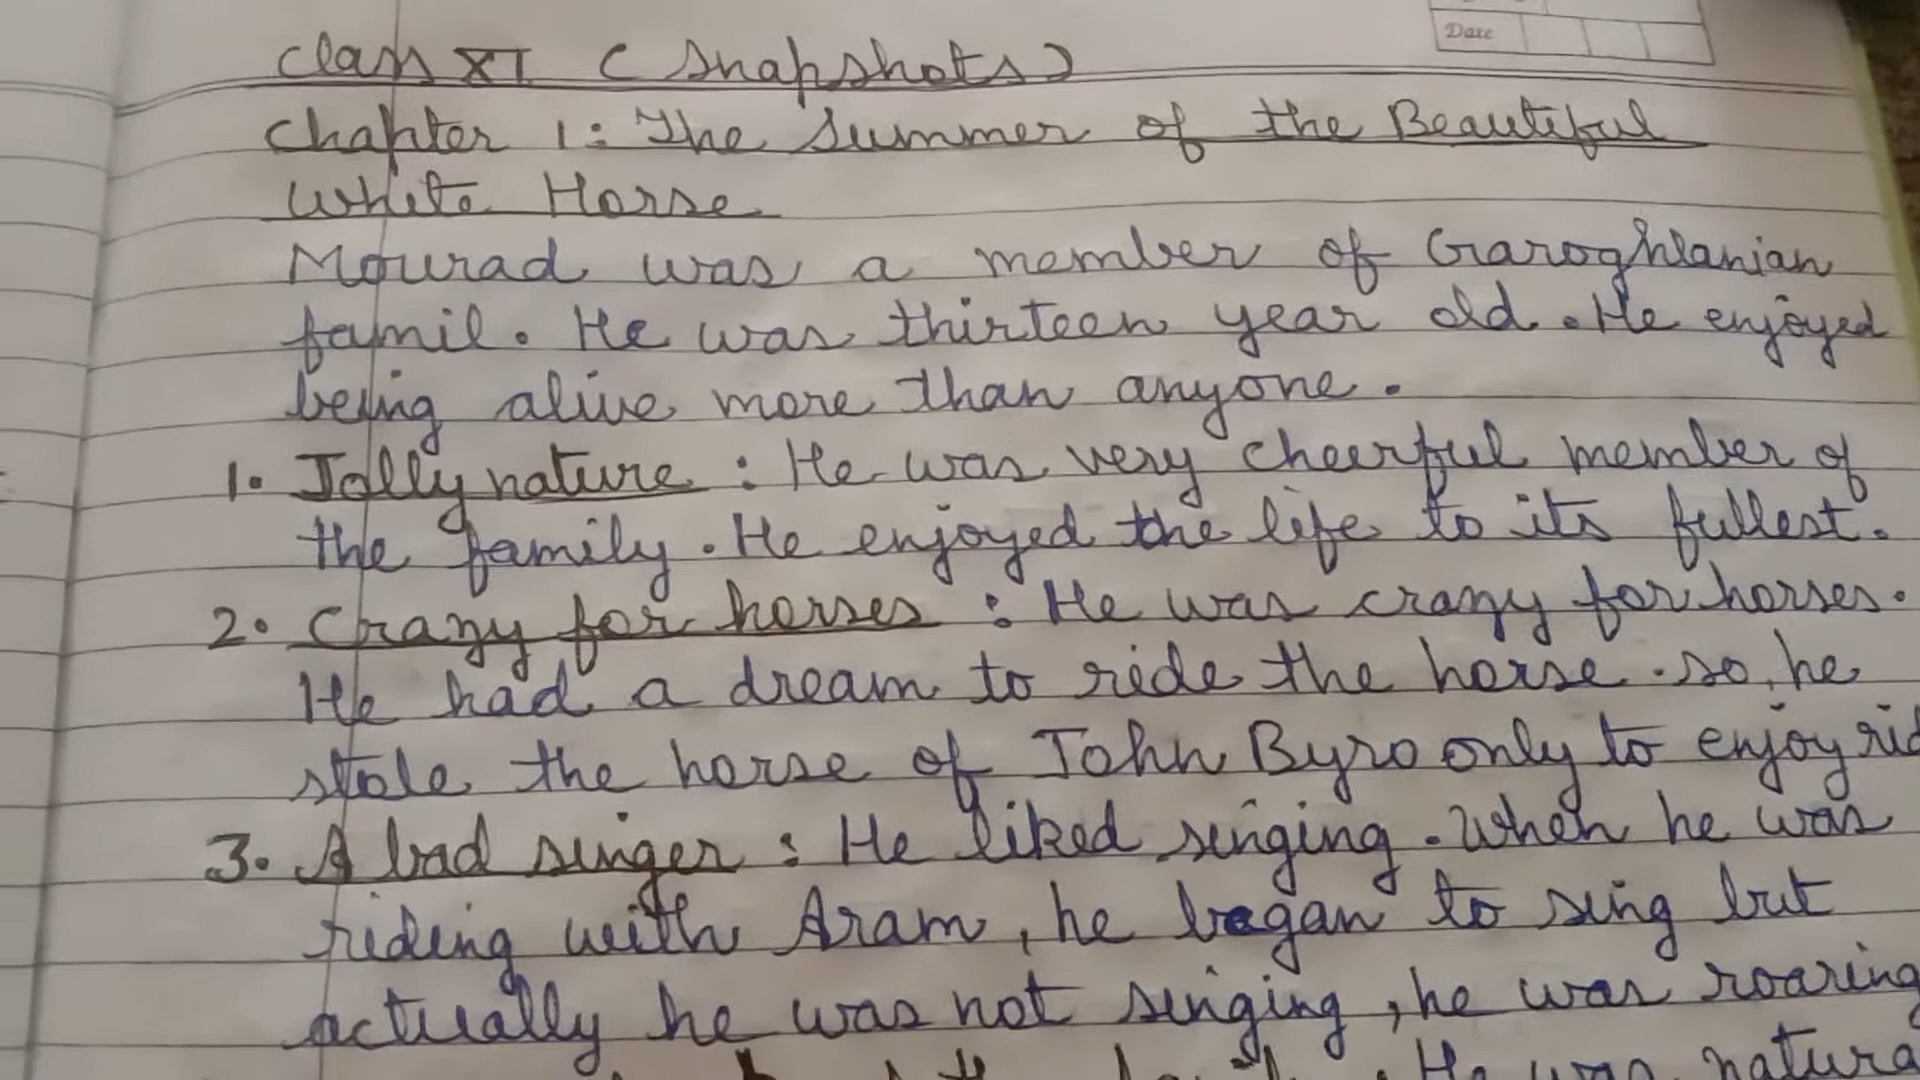 Date
Class XI (Snapshots)
Chapter 1: The Summer of the Beautiful
White Horse
Mourad was a member of Garoghlanian
famil. He was thirteen year old. He enjoyed
being alive more than anyone.
1. Jolly nature : He was very cheerful member of
the family. He enjoyed the life to its fullest.
2. Crazy for horses : He was crazy for horses.
He had a dream to ride the horse. so, he
stole the horse of John Byro only to enjoy rid
3. A bad singer : He liked singing. When he was
riding with Aram, he began to sing but
actually he was not singing, he was roaring
He was natura